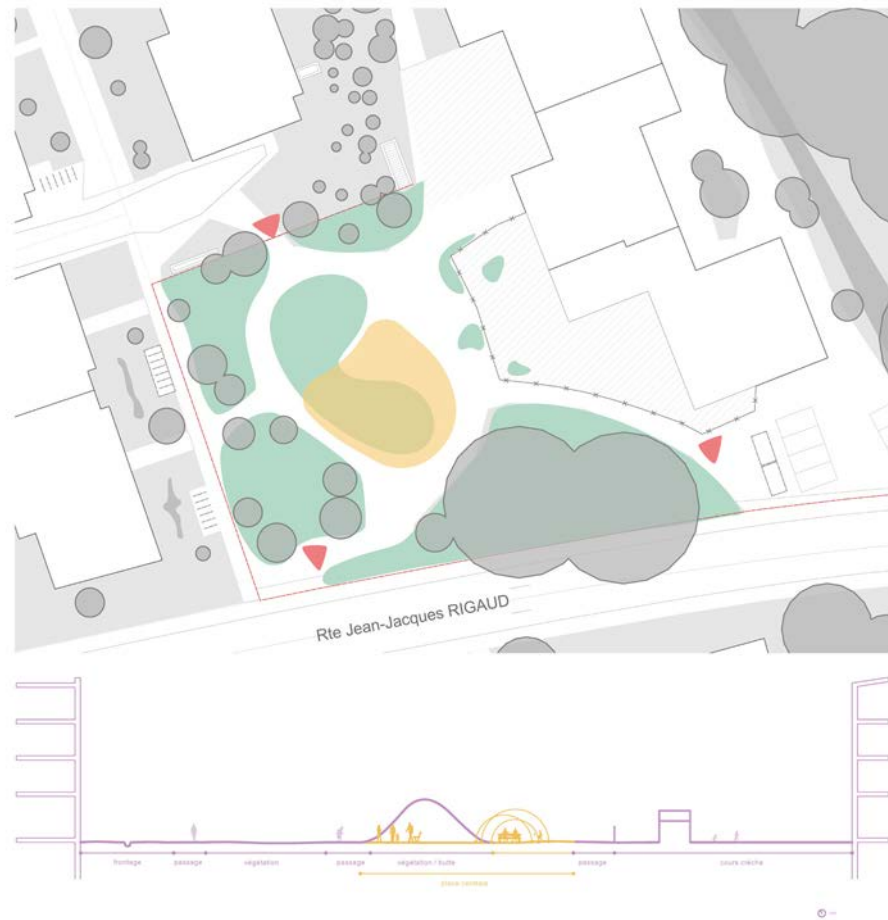 Rte Jean-Jacques RIGAUD
frontage passage végétation passage végétation / butte passage cours crèche
place centrale